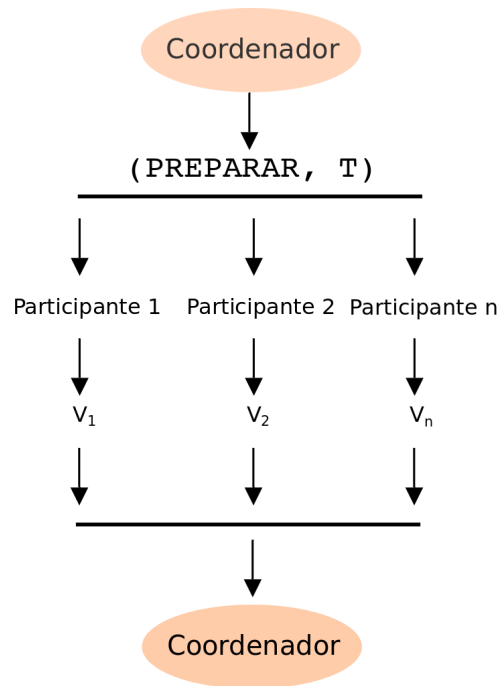 Coordenador
(PREPARAR, T)
Participante 1 Participante 2 Participante n
V₁ V₂ Vₙ
Coordenador